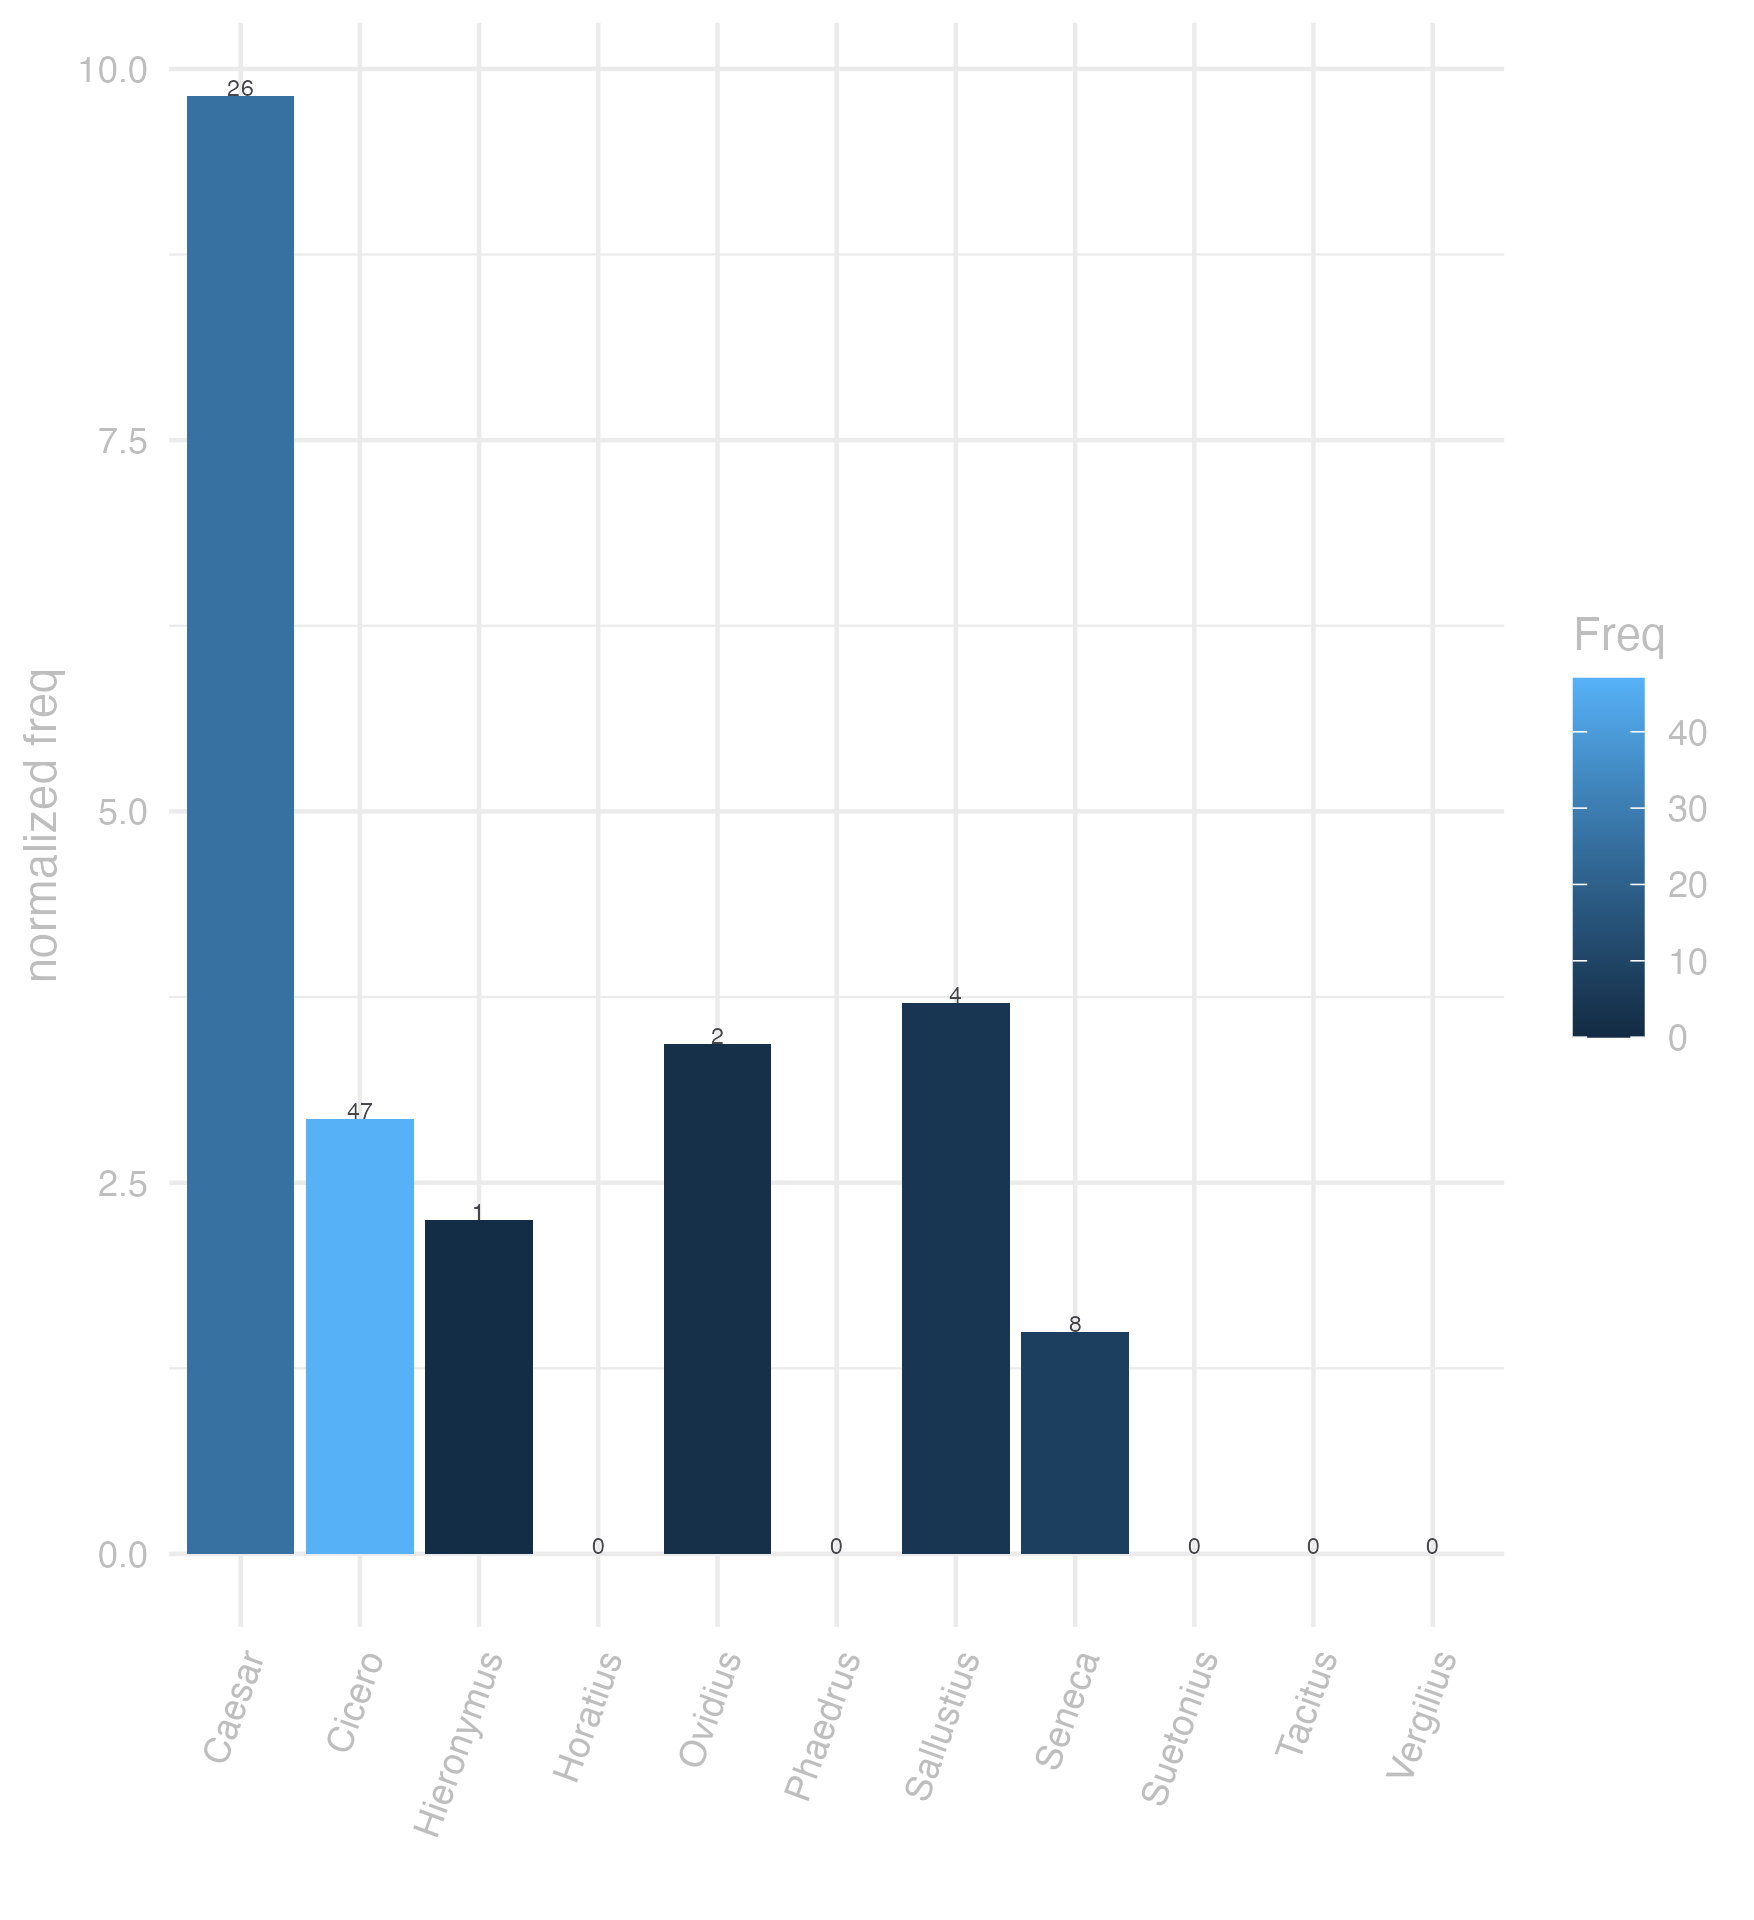 normalized freq
10.0
7.5
5.0
2.5
0.0
26
47
1
0
2
0
4
8
0
0
0
Caesar
Cicero
Hieronymus
Horatius
Ovidius
Phaedrus
Sallustius
Seneca
Suetonius
Tacitus
Vergilius
Freq
40
30
20
10
0